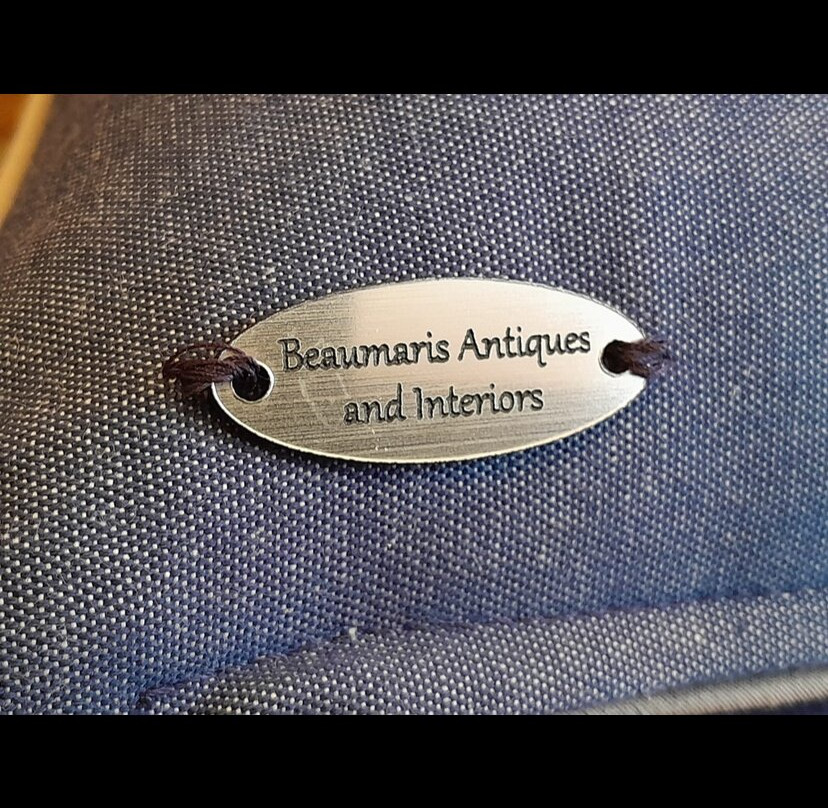 Beaumaris Antiques
and Interiors